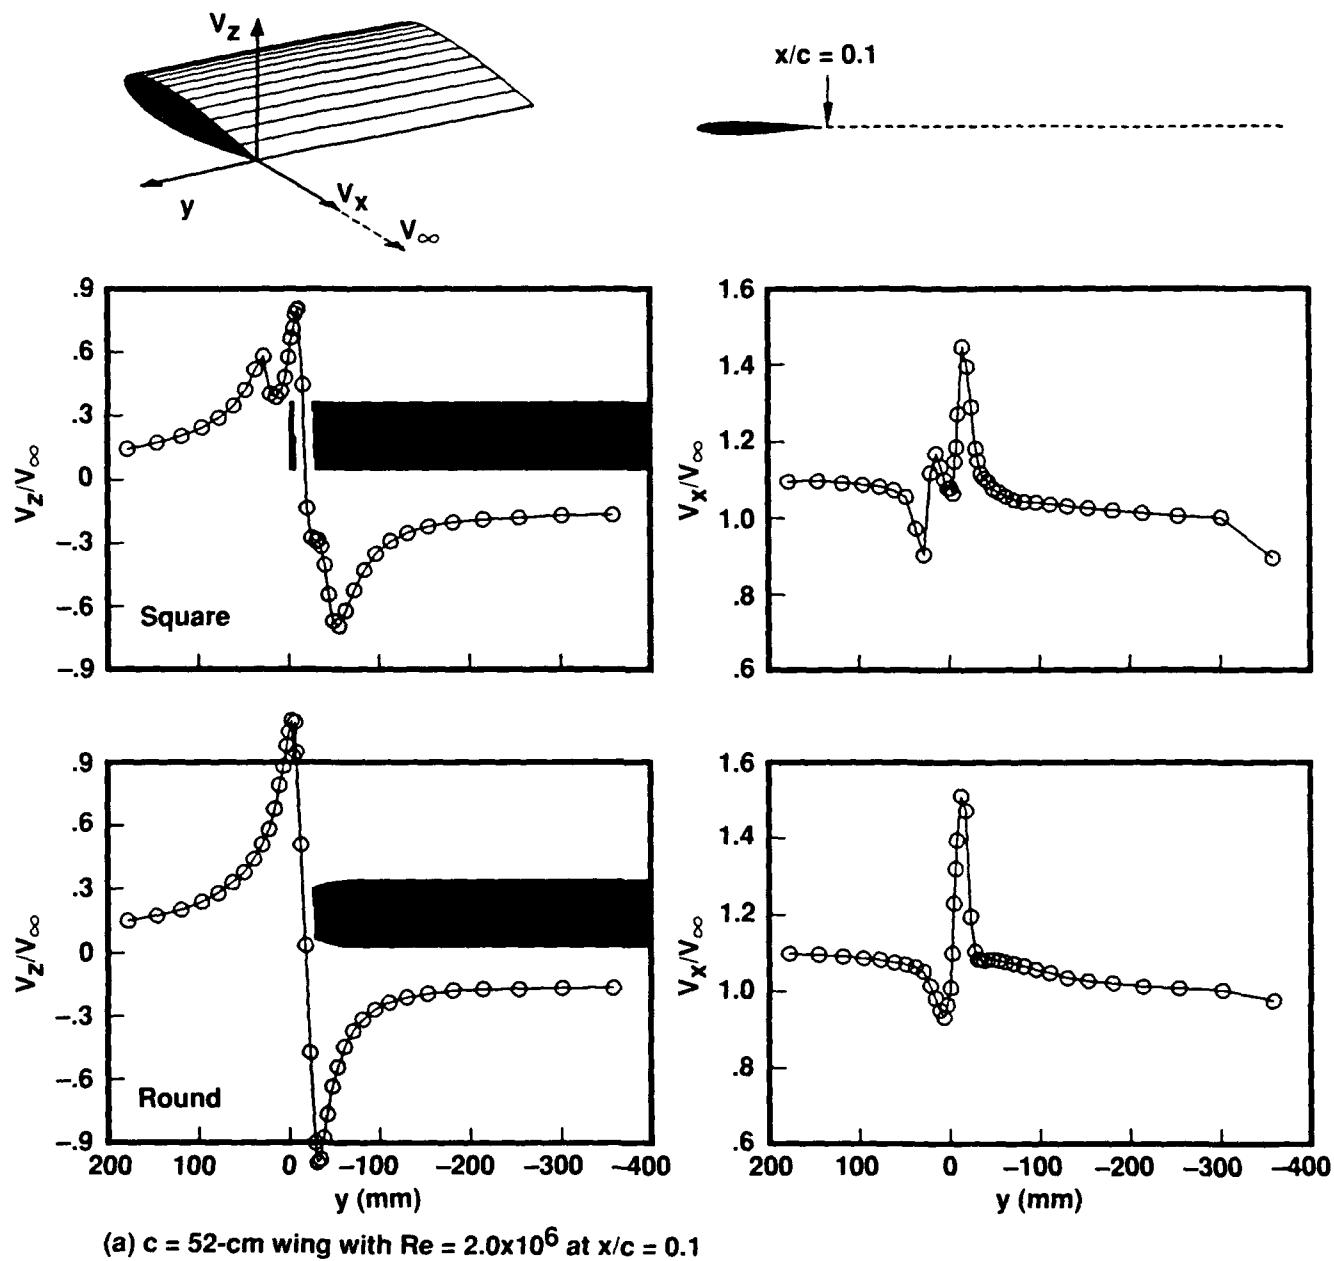 V_z
x/c = 0.1
y
V_x
V_∞
.9
.6
.3
0
–.3
–.6
–.9
V_z/V_∞
Square
1.6
1.4
1.2
1.0
.8
.6
V_x/V_∞
.9
.6
.3
0
–.3
–.6
–.9
V_z/V_∞
Round
200 100 0 –100 –200 –300 –400
y (mm)
1.6
1.4
1.2
1.0
.8
.6
V_x/V_∞
200 100 0 –100 –200 –300 –400
y (mm)
(a) c = 52-cm wing with Re = 2.0x10^6 at x/c = 0.1